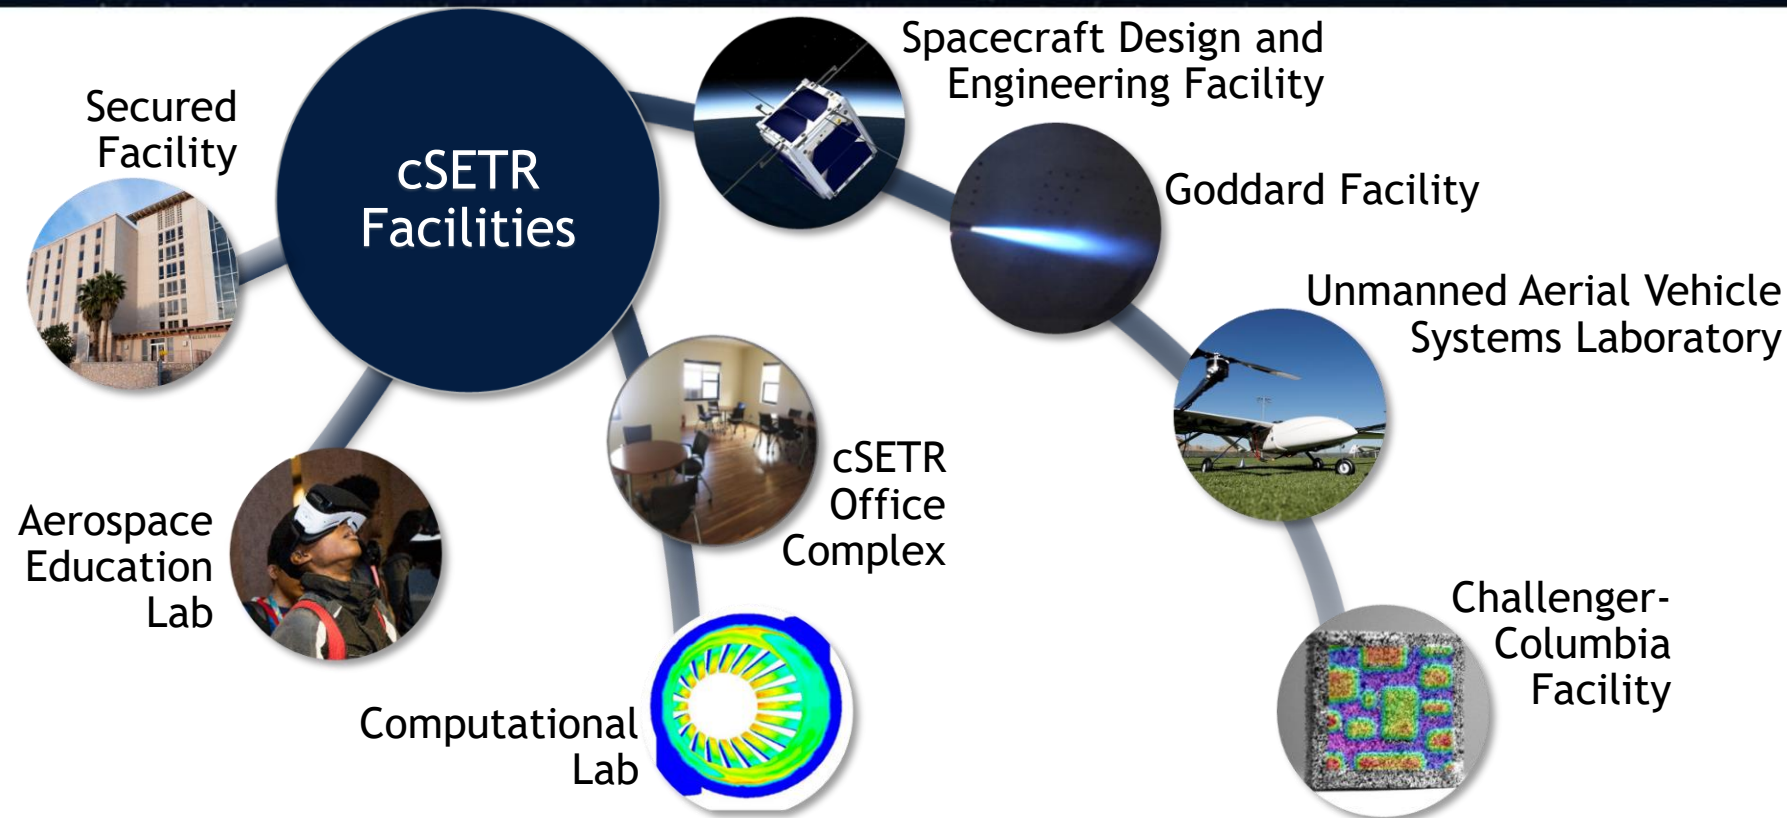 cSETR
Facilities
Secured
Facility
Spacecraft Design and
Engineering Facility
Goddard Facility
Unmanned Aerial Vehicle
Systems Laboratory
cSETR
Office
Complex
Aerospace
Education
Lab
Challenger-
Columbia
Facility
Computational
Lab